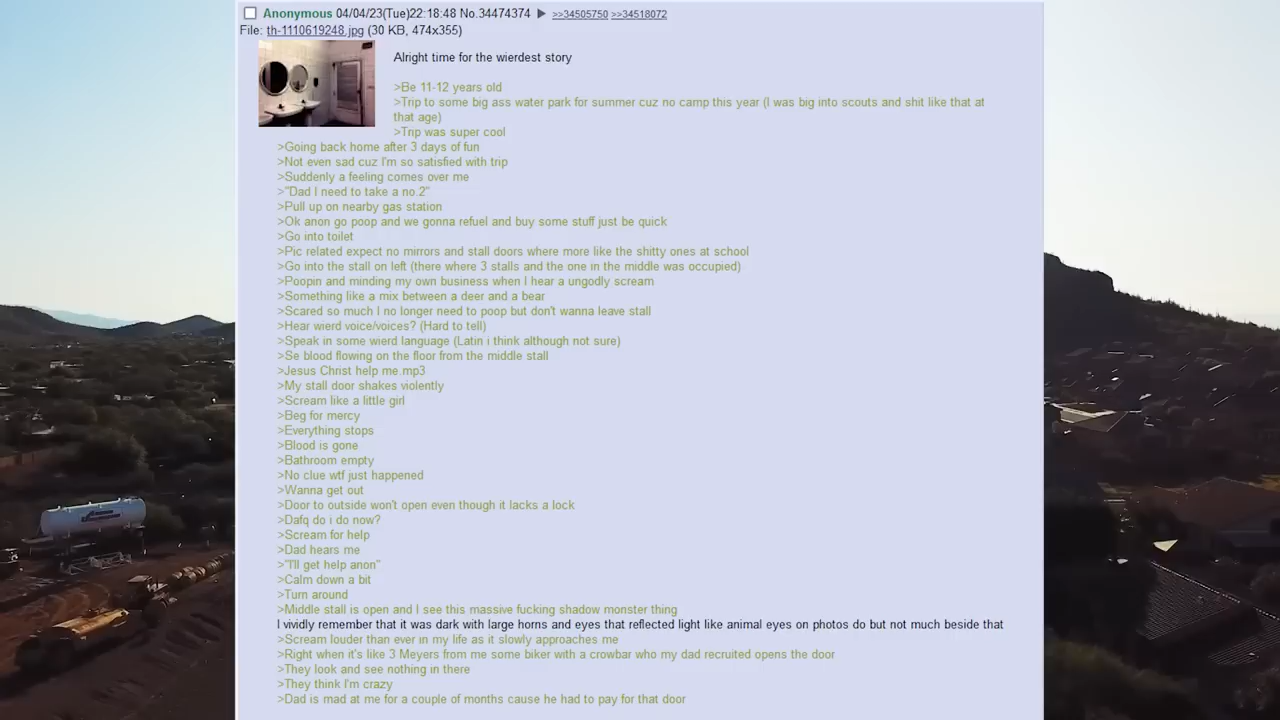 Anonymous 04/04/23(Tue)22:18:48 No.34474374 ▶ >>34505750 >>34518072
File: th-1110619248.jpg (30 KB, 474x355)
Alright time for the wierdest story
>Be 11-12 years old
>Trip to some big ass water park for summer cuz no camp this year (I was big into scouts and shit like that at
that age)
>Trip was super cool
>Going back home after 3 days of fun
>Not even sad cuz I'm so satisfied with trip
>Suddenly a feeling comes over me
>"Dad I need to take a no.2"
>Pull up on nearby gas station
>Ok anon go poop and we gonna refuel and buy some stuff just be quick
>Go into toilet
>Pic related expect no mirrors and stall doors where more like the shitty ones at school
>Go into the stall on left (there where 3 stalls and the one in the middle was occupied)
>Poopin and minding my own business when I hear a ungodly scream
>Something like a mix between a deer and a bear
>Scared so much I no longer need to poop but don't wanna leave stall
>Hear wierd voice/voices? (Hard to tell)
>Speak in some wierd language (Latin i think although not sure)
>Se blood flowing on the floor from the middle stall
>Jesus Christ help me.mp3
>My stall door shakes violently
>Scream like a little girl
>Beg for mercy
>Everything stops
>Blood is gone
>Bathroom empty
>No clue wtf just happened
>Wanna get out
>Door to outside won't open even though it lacks a lock
>Dafq do i do now?
>Scream for help
>Dad hears me
>"I'll get help anon"
>Calm down a bit
>Turn around
>Middle stall is open and I see this massive fucking shadow monster thing
I vividly remember that it was dark with large horns and eyes that reflected light like animal eyes on photos do but not much beside that
>Scream louder than ever in my life as it slowly approaches me
>Right when it's like 3 Meyers from me some biker with a crowbar who my dad recruited opens the door
>They look and see nothing in there
>They think I'm crazy
>Dad is mad at me for a couple of months cause he had to pay for that door